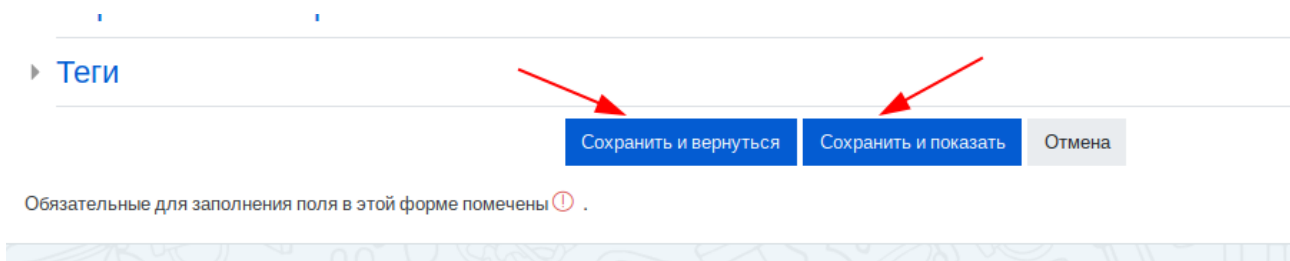 Теги
Сохранить и вернуться Сохранить и показать Отмена
Обязательные для заполнения поля в этой форме помечены .